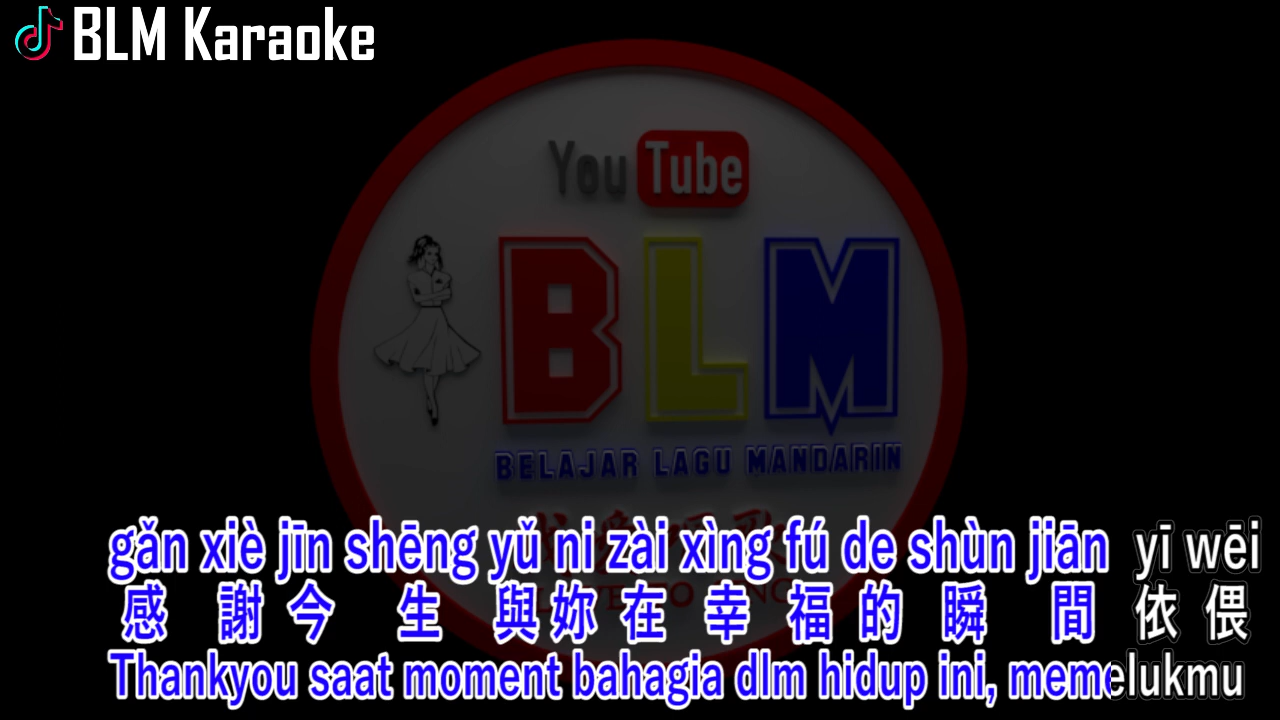 BLM Karaoke
You Tube
BLM
BELAJAR LAGU MANDARIN
gǎn xiè jīn shēng yǔ ni zài xìng fú de shùn jiān yī wēi
感 謝 今 生 與 妳 在 幸 福 的 瞬 間 依 偎
Thankyou saat moment bahagia dlm hidup ini, memelukmu